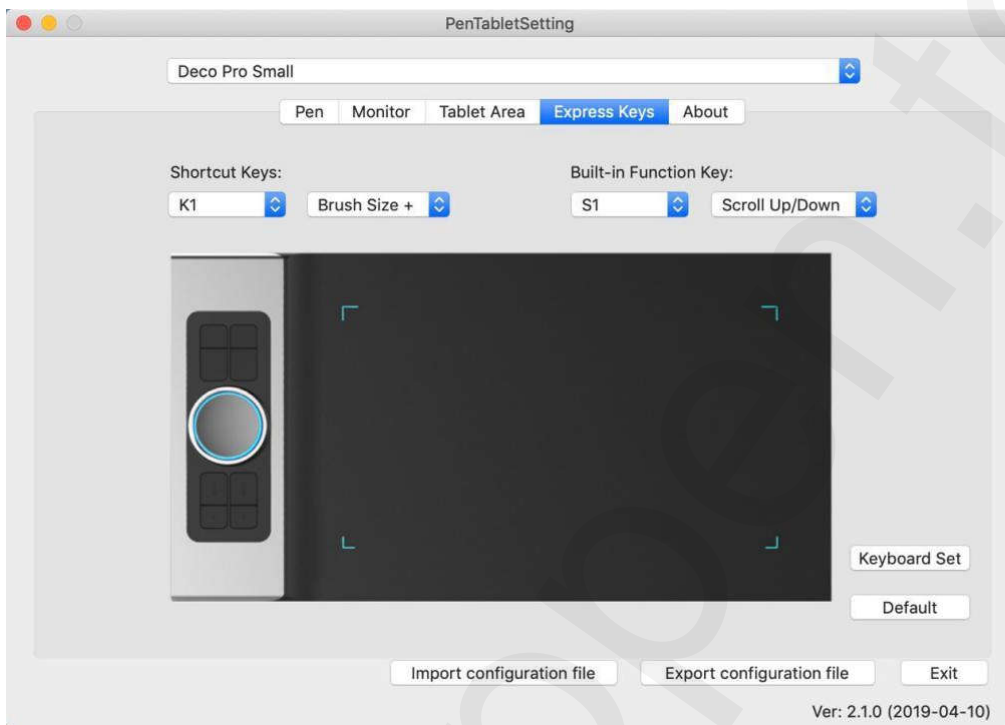 PenTabletSetting
Deco Pro Small
Pen Monitor Tablet Area Express Keys About
Shortcut Keys: Built-in Function Key:
K1 Brush Size + S1 Scroll Up/Down
Keyboard Set
Default
Import configuration file Export configuration file Exit
Ver: 2.1.0 (2019-04-10)